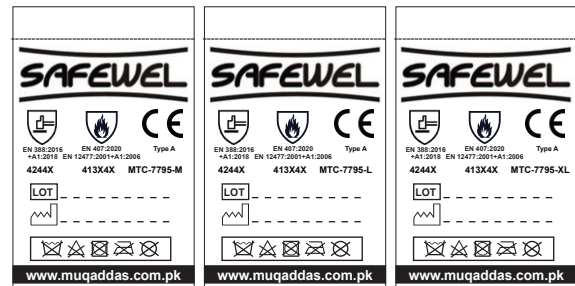 SAFEWEL
CE
EN 388:2016
+A1:2018
EN 407:2020
EN 12477:2001+A1:2006
Type A
4244X
413X4X
MTC-7795-M
LOT
www.muqaddas.com.pk
SAFEWEL
CE
EN 388:2016
+A1:2018
EN 407:2020
EN 12477:2001+A1:2006
Type A
4244X
413X4X
MTC-7795-L
LOT
www.muqaddas.com.pk
SAFEWEL
CE
EN 388:2016
+A1:2018
EN 407:2020
EN 12477:2001+A1:2006
Type A
4244X
413X4X
MTC-7795-XL
LOT
www.muqaddas.com.pk